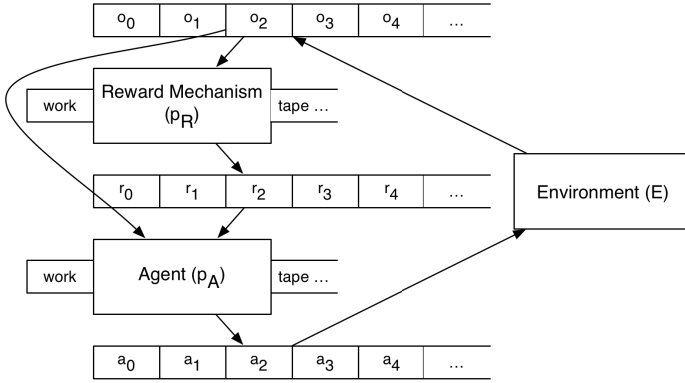 o0 o1 o2 o3 o4 ...
Reward Mechanism
(pR)
work tape ...
r0 r1 r2 r3 r4 ...
Environment (E)
Agent (pA)
work tape ...
a0 a1 a2 a3 a4 ...